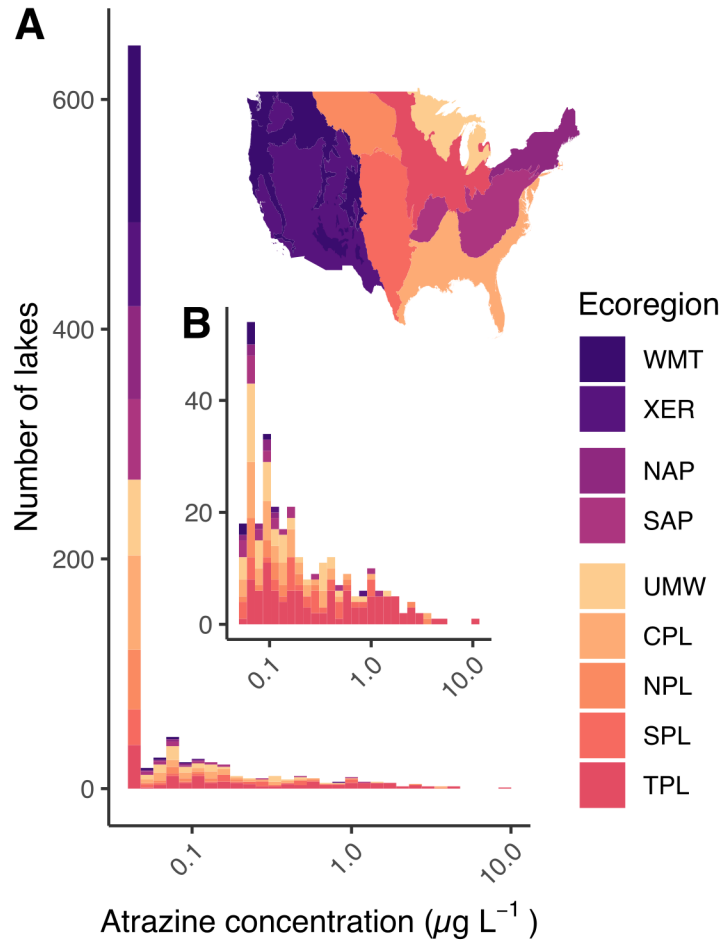 A
600
400
200
0
Number of lakes
0.1
1.0
10.0
Atrazine concentration (µg L⁻¹ )
B
40
20
0
0.1
1.0
10.0
Ecoregion
WMT
XER
NAP
SAP
UMW
CPL
NPL
SPL
TPL